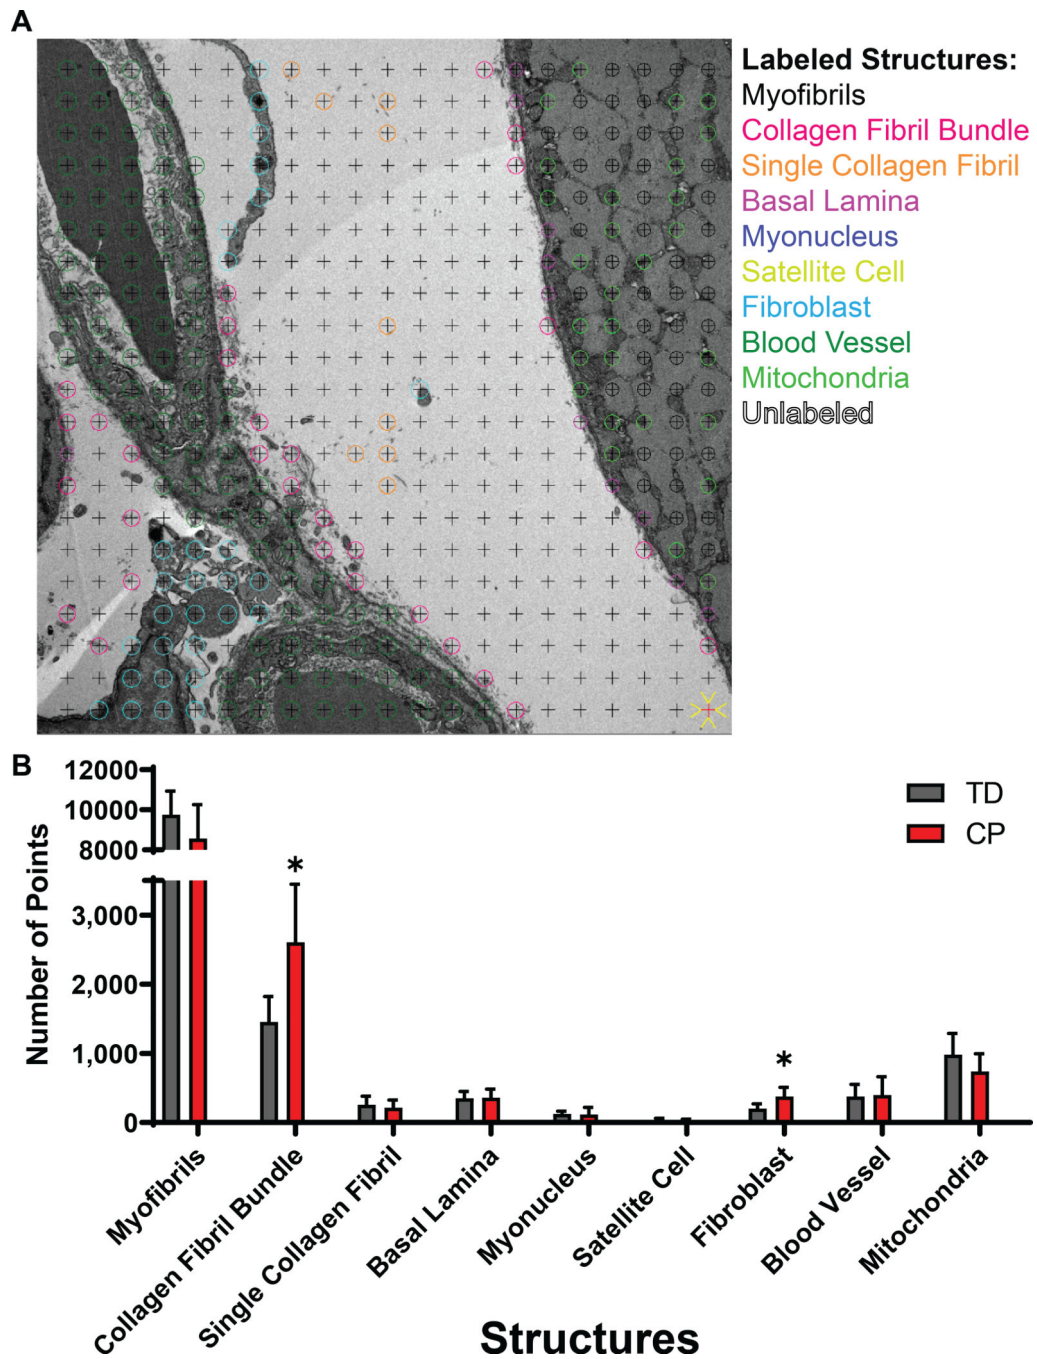 A
Labeled Structures:
Myofibrils
Collagen Fibril Bundle
Single Collagen Fibril
Basal Lamina
Myonucleus
Satellite Cell
Fibroblast
Blood Vessel
Mitochondria
Unlabeled
B
12000
10000
8000
3,000
2,000
1,000
0
Number of Points
TD
CP
*
*
Myofibrils
Collagen Fibril Bundle
Single Collagen Fibril
Basal Lamina
Myonucleus
Satellite Cell
Fibroblast
Blood Vessel
Mitochondria
Structures